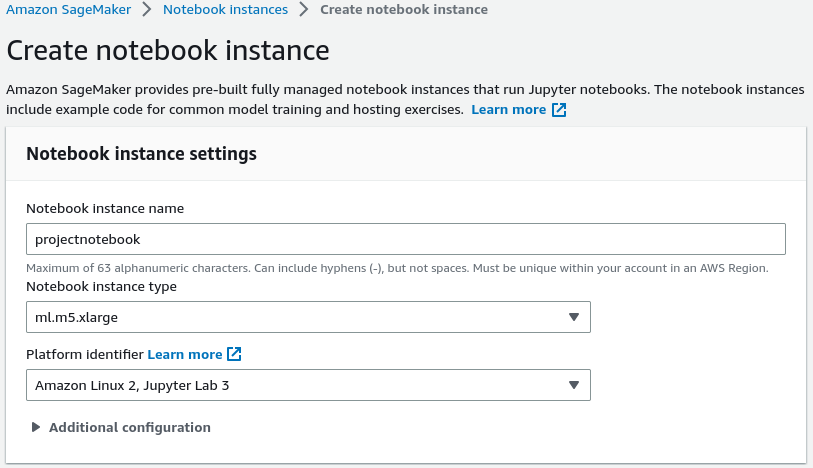 Amazon SageMaker > Notebook instances > Create notebook instance
Create notebook instance
Amazon SageMaker provides pre-built fully managed notebook instances that run Jupyter notebooks. The notebook instances
include example code for common model training and hosting exercises. Learn more
Notebook instance settings
Notebook instance name
projectnotebook
Maximum of 63 alphanumeric characters. Can include hyphens (-), but not spaces. Must be unique within your account in an AWS Region.
Notebook instance type
ml.m5.xlarge
Platform identifier Learn more
Amazon Linux 2, Jupyter Lab 3
Additional configuration